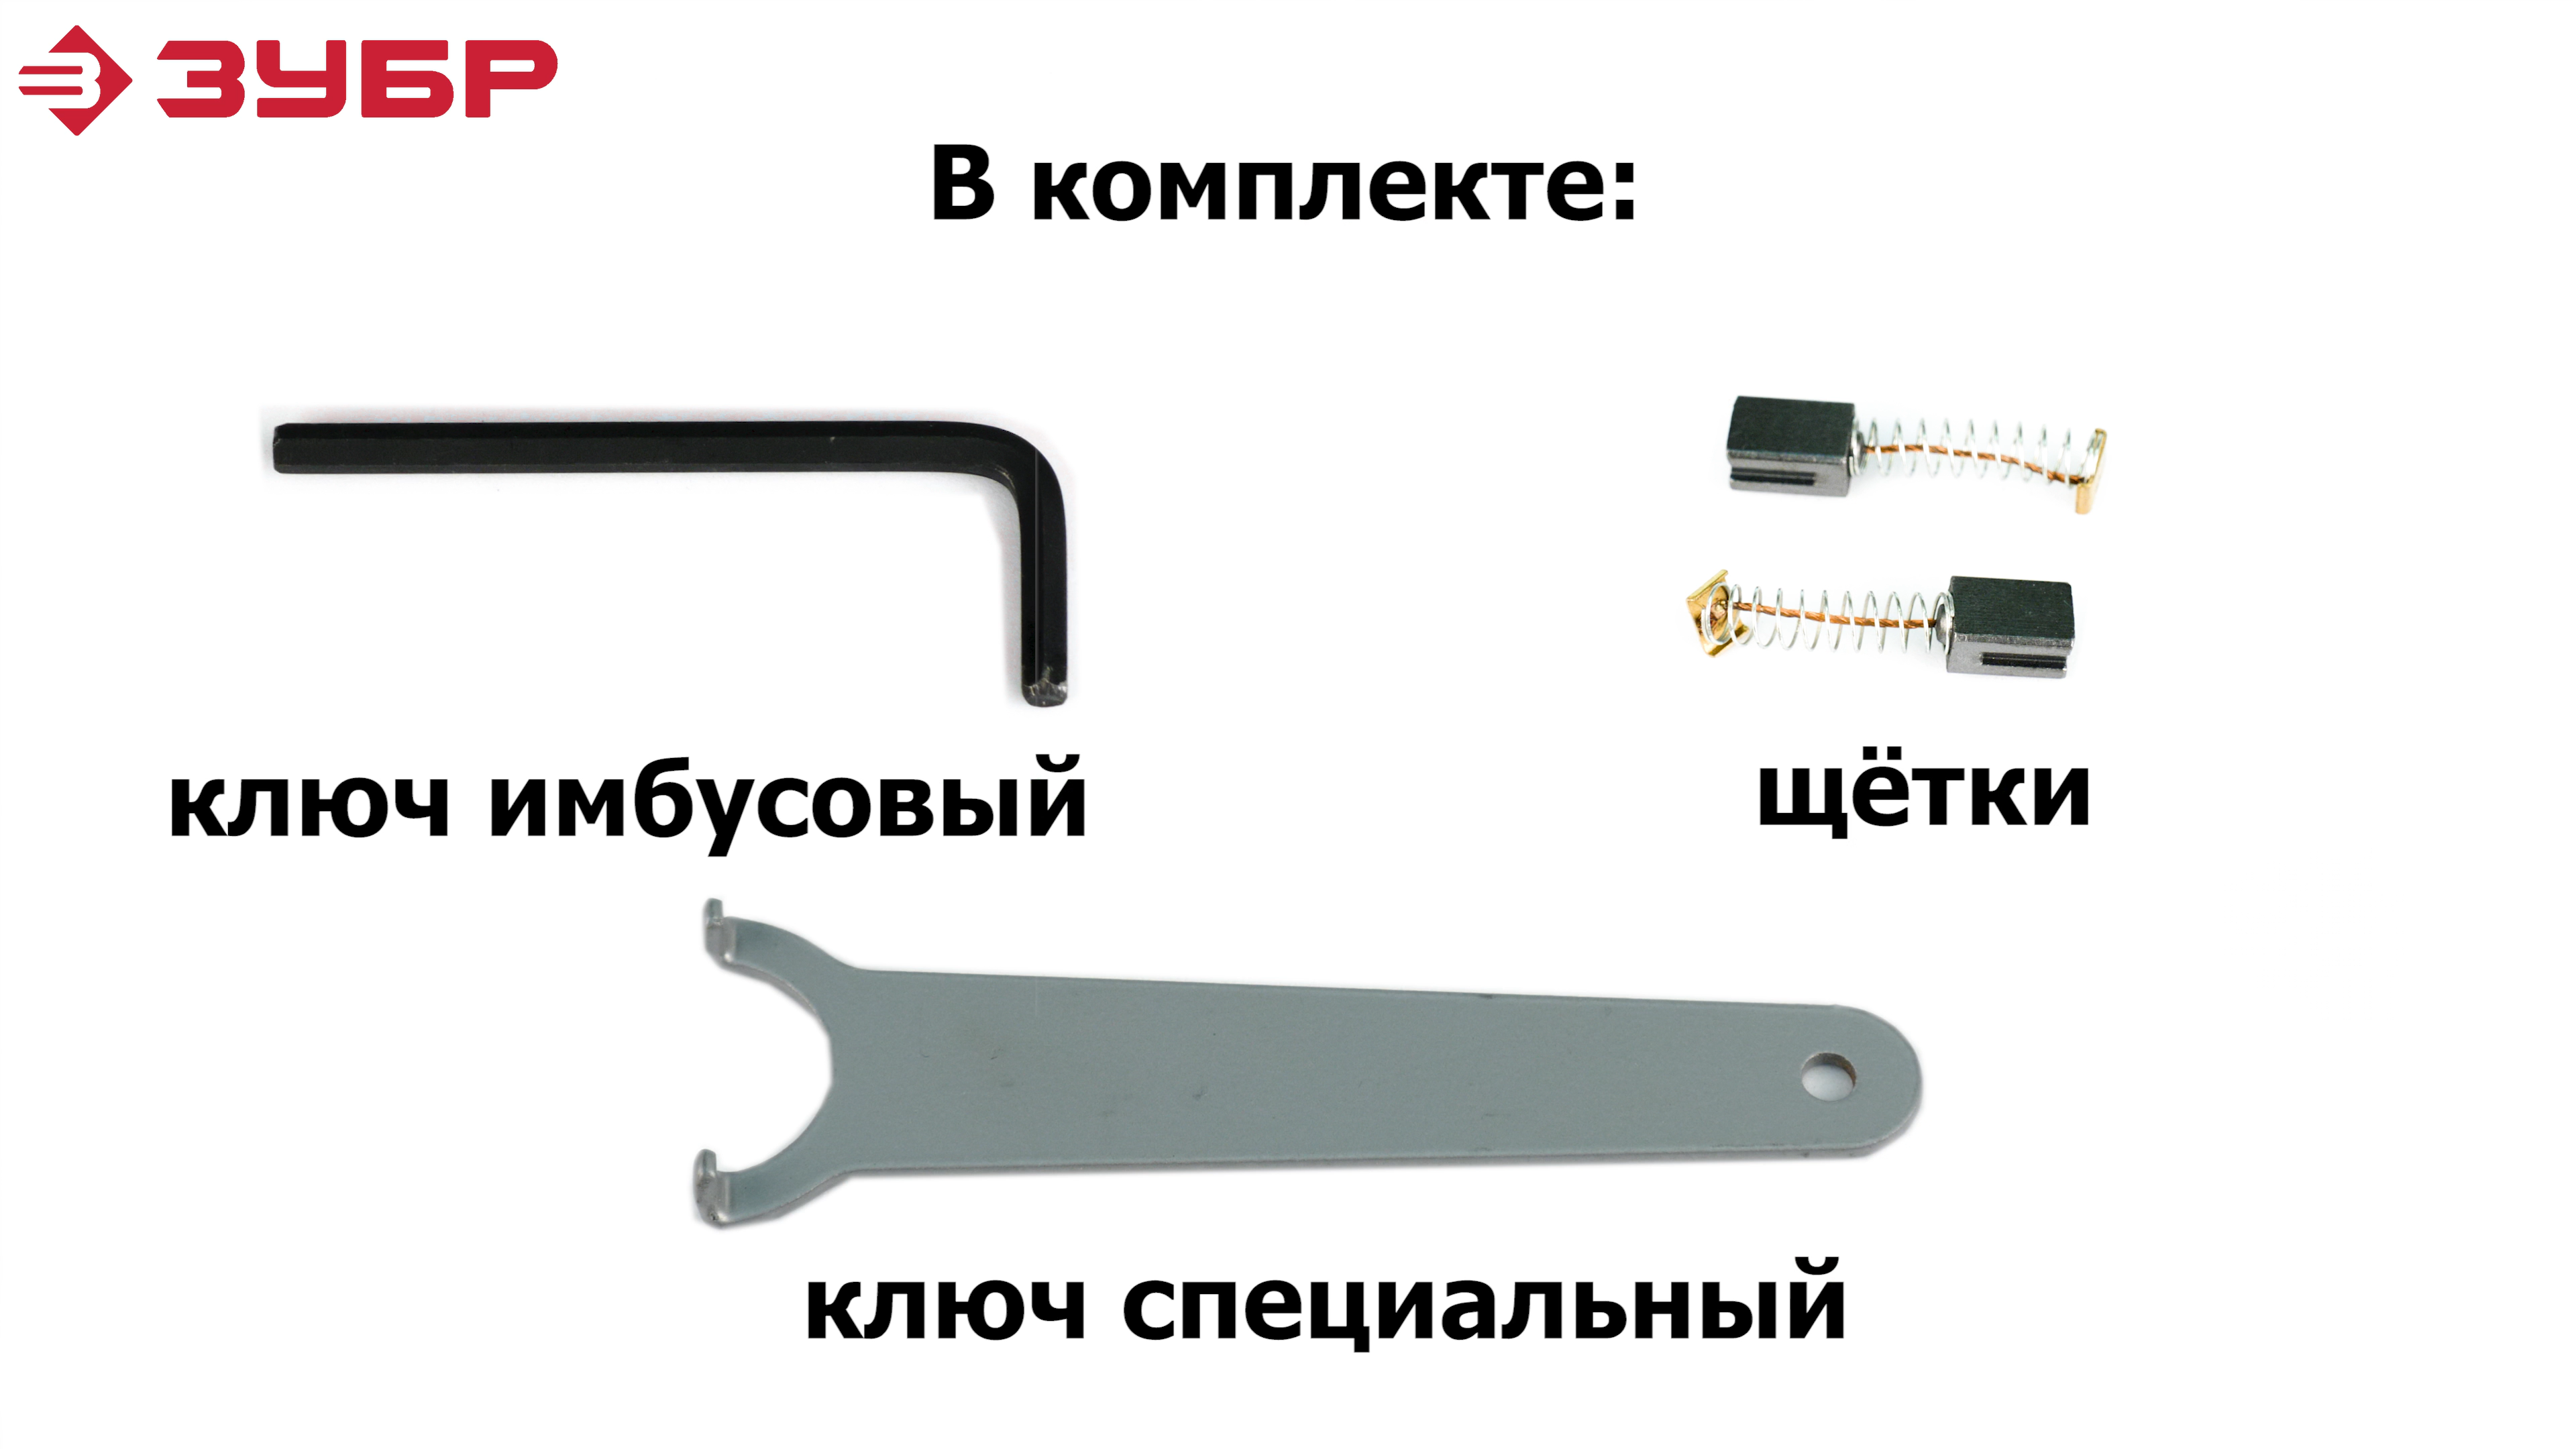 ЗУБР
В комплекте:
ключ имбусовый
щётки
ключ специальный